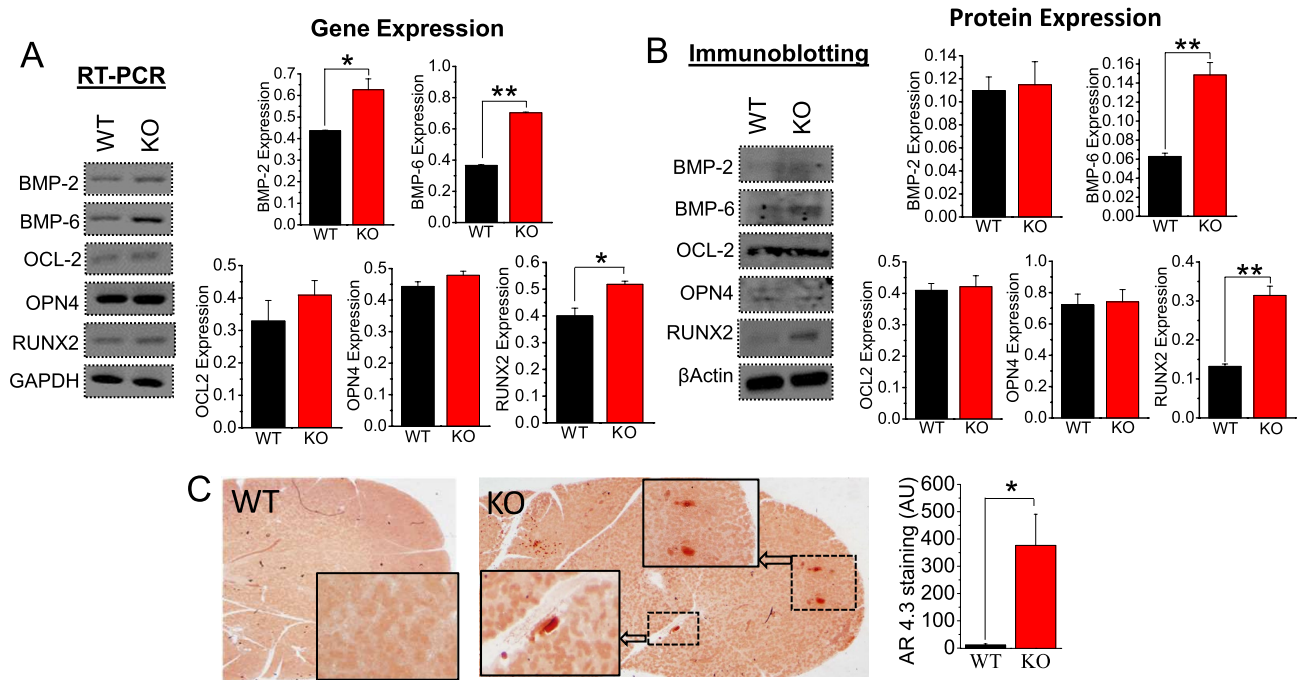 A
RT-PCR
WT
KO
BMP-2
BMP-6
OCL-2
OPN4
RUNX2
GAPDH
Gene Expression
BMP-2 Expression
0.7
0.6
0.5
0.4
0.3
0.2
0.1
0.0
*
WT KO
BMP-6 Expression
1.0
0.8
0.6
0.4
0.2
0.0
**
WT KO
OCL2 Expression
0.5
0.4
0.3
0.2
0.1
0.0
WT KO
OPN4 Expression
0.5
0.4
0.3
0.2
0.1
0.0
WT KO
RUNX2 Expression
0.6
0.5
0.4
0.3
0.2
0.1
0.0
*
WT KO
B
Immunoblotting
WT
KO
BMP-2
BMP-6
OCL-2
OPN4
RUNX2
βActin
Protein Expression
BMP-2 Expression
0.14
0.12
0.10
0.08
0.06
0.04
0.02
0.00
WT KO
BMP-6 Expression
0.16
0.14
0.12
0.10
0.08
0.06
0.04
0.02
0.00
**
WT KO
OCL2 Expression
0.5
0.4
0.3
0.2
0.1
0.0
WT KO
OPN4 Expression
1.0
0.8
0.6
0.4
0.2
0.0
WT KO
RUNX2 Expression
0.4
0.3
0.2
0.1
0.0
**
WT KO
C
WT
KO
AR 4.3 staining (AU)
600
500
400
300
200
100
0
*
WT KO